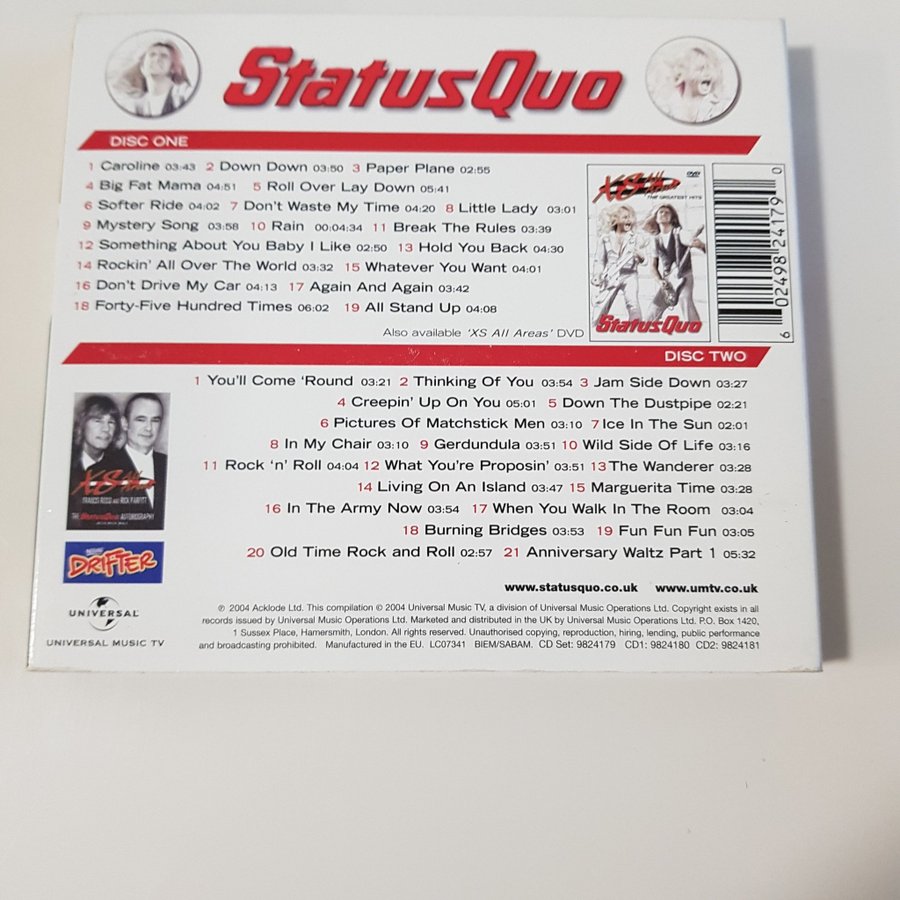 StatusQuo
DISC ONE
1 Caroline 03:43 2 Down Down 03:50 3 Paper Plane 02:55
4 Big Fat Mama 04:51 5 Roll Over Lay Down 05:41
6 Softer Ride 04:02 7 Don't Waste My Time 04:20 8 Little Lady 03:01
9 Mystery Song 03:58 10 Rain 00:04:34 11 Break The Rules 03:39
12 Something About You Baby I Like 02:50 13 Hold You Back 04:30
14 Rockin' All Over The World 03:32 15 Whatever You Want 04:01
16 Don't Drive My Car 04:13 17 Again And Again 03:42
18 Forty-Five Hundred Times 06:02 19 All Stand Up 04:08
Also available 'XS All Areas' DVD
DVD
XS All Areas
THE GREATEST HITS
StatusQuo
6 02498 24179 0
DISC TWO
1 You'll Come 'Round 03:21 2 Thinking Of You 03:54 3 Jam Side Down 03:27
4 Creepin' Up On You 05:01 5 Down The Dustpipe 02:21
6 Pictures Of Matchstick Men 03:10 7 Ice In The Sun 02:01
8 In My Chair 03:10 9 Gerdundula 03:51 10 Wild Side Of Life 03:16
11 Rock 'n' Roll 04:04 12 What You're Proposin' 03:51 13 The Wanderer 03:28
14 Living On An Island 03:47 15 Marguerita Time 03:28
16 In The Army Now 03:54 17 When You Walk In The Room 03:04
18 Burning Bridges 03:53 19 Fun Fun Fun 03:05
20 Old Time Rock and Roll 02:57 21 Anniversary Waltz Part 1 05:32
XS All Areas
FRANCIS ROSSI AND RICK PARFITT
THE StatusQuo AUTOBIOGRAPHY
DRIFTER
UNIVERSAL
UNIVERSAL MUSIC TV
www.statusquo.co.uk www.umtv.co.uk
℗ 2004 Acklode Ltd. This compilation © 2004 Universal Music TV, a division of Universal Music Operations Ltd. Copyright exists in all
records issued by Universal Music Operations Ltd. Marketed and distributed in the UK by Universal Music Operations Ltd. P.O. Box 1420,
1 Sussex Place, Hamersmith, London. All rights reserved. Unauthorised copying, reproduction, hiring, lending, public performance
and broadcasting prohibited. Manufactured in the EU. LC07341 BIEM/SABAM. CD Set: 9824179 CD1: 9824180 CD2: 9824181